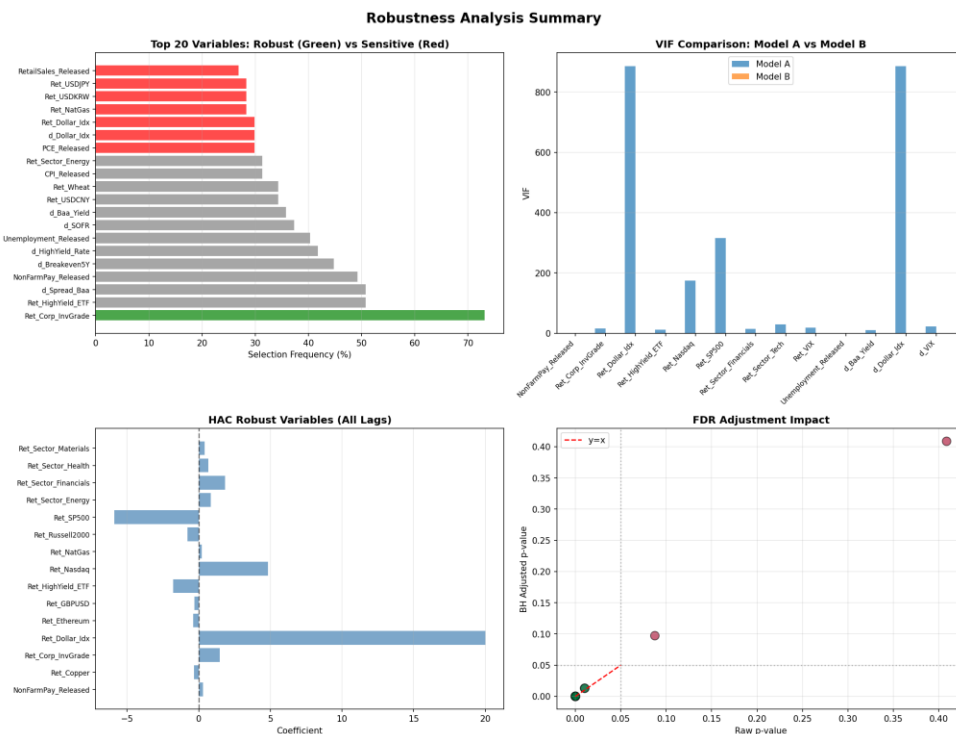 Robustness Analysis Summary
Top 20 Variables: Robust (Green) vs Sensitive (Red)
RetailSales_Released
Ret_USDJPY
Ret_USDKRW
Ret_NatGas
Ret_Dollar_Idx
d_Dollar_Idx
PCE_Released
Ret_Sector_Energy
CPI_Released
Ret_Wheat
Ret_USDCNY
d_Baa_Yield
d_SOFR
Unemployment_Released
d_HighYield_Rate
d_Breakeven5Y
NonFarmPay_Released
d_Spread_Baa
Ret_HighYield_ETF
Ret_Corp_InvGrade
0 10 20 30 40 50 60 70
Selection Frequency (%)
VIF Comparison: Model A vs Model B
Model A
Model B
800
600
400
200
0
VIF
NonFarmPay_Released
Ret_Corp_InvGrade
Ret_Dollar_Idx
Ret_HighYield_ETF
Ret_Nasdaq
Ret_SP500
Ret_Sector_Financials
Ret_Sector_Tech
Ret_VIX
Unemployment_Released
d_Baa_Yield
d_Dollar_Idx
d_VIX
HAC Robust Variables (All Lags)
Ret_Sector_Materials
Ret_Sector_Health
Ret_Sector_Financials
Ret_Sector_Energy
Ret_SP500
Ret_Russell2000
Ret_NatGas
Ret_Nasdaq
Ret_HighYield_ETF
Ret_GBPUSD
Ret_Ethereum
Ret_Dollar_Idx
Ret_Corp_InvGrade
Ret_Copper
NonFarmPay_Released
−5 0 5 10 15 20
Coefficient
FDR Adjustment Impact
y=x
0.40
0.35
0.30
0.25
0.20
0.15
0.10
0.05
0.00
BH Adjusted p-value
0.00 0.05 0.10 0.15 0.20 0.25 0.30 0.35 0.40
Raw p-value